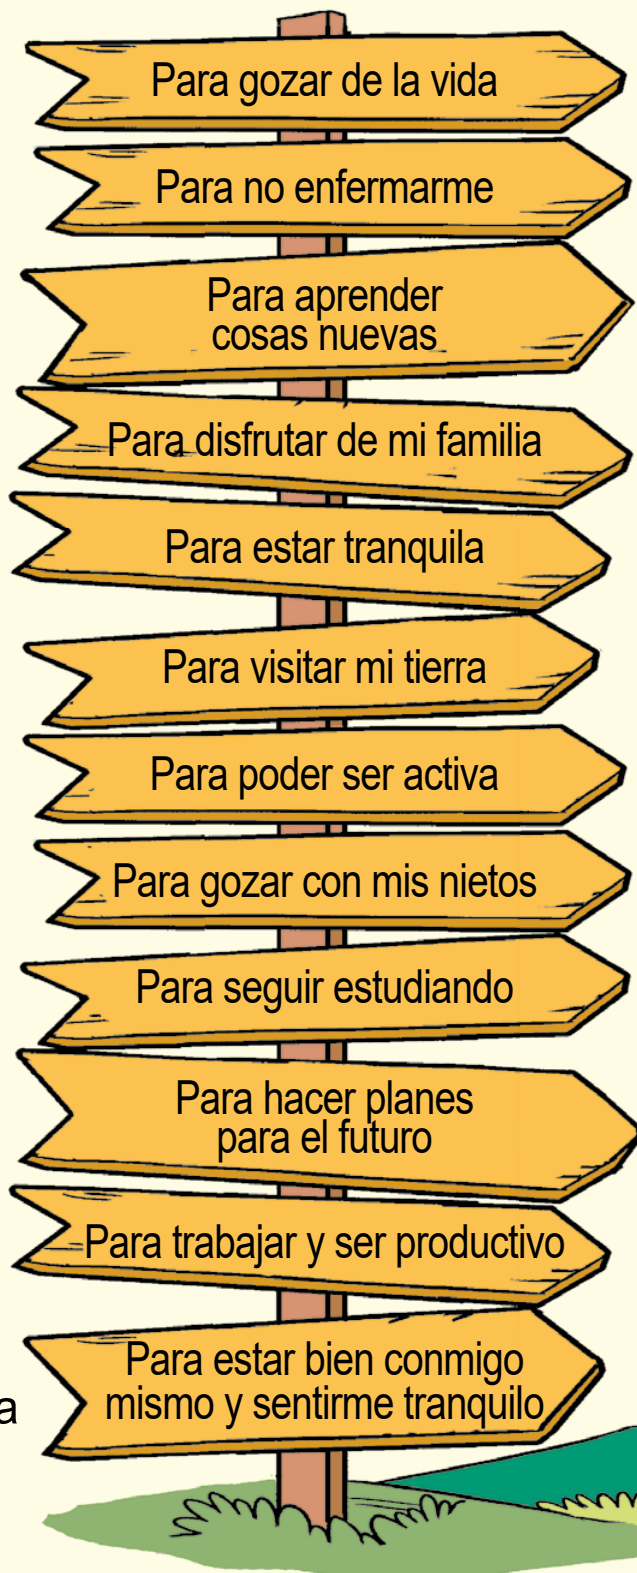 Para gozar de la vida
Para no enfermarme
Para aprender
cosas nuevas
Para disfrutar de mi familia
Para estar tranquila
Para visitar mi tierra
Para poder ser activa
Para gozar con mis nietos
Para seguir estudiando
Para hacer planes
para el futuro
Para trabajar y ser productivo
Para estar bien conmigo
mismo y sentirme tranquilo
a